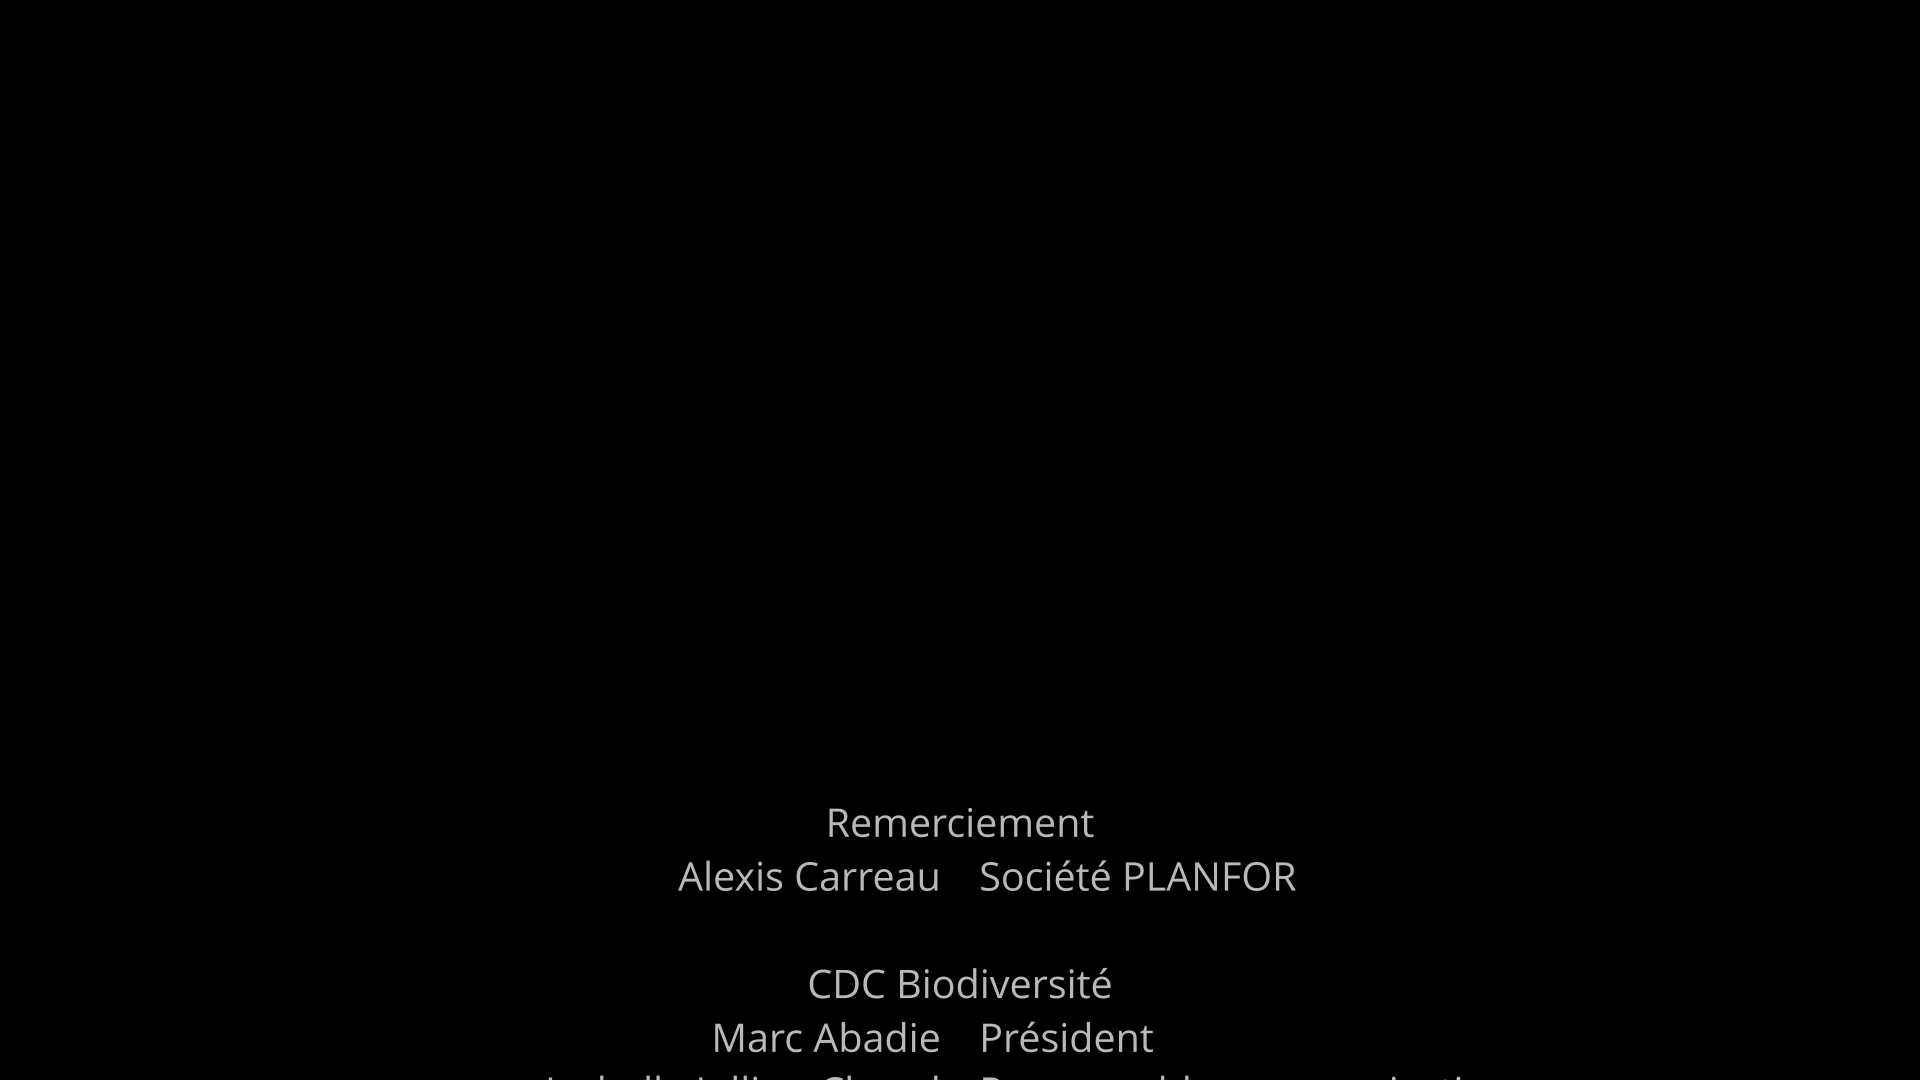 Remerciement
Alexis Carreau Société PLANFOR
CDC Biodiversité
Marc Abadie Président